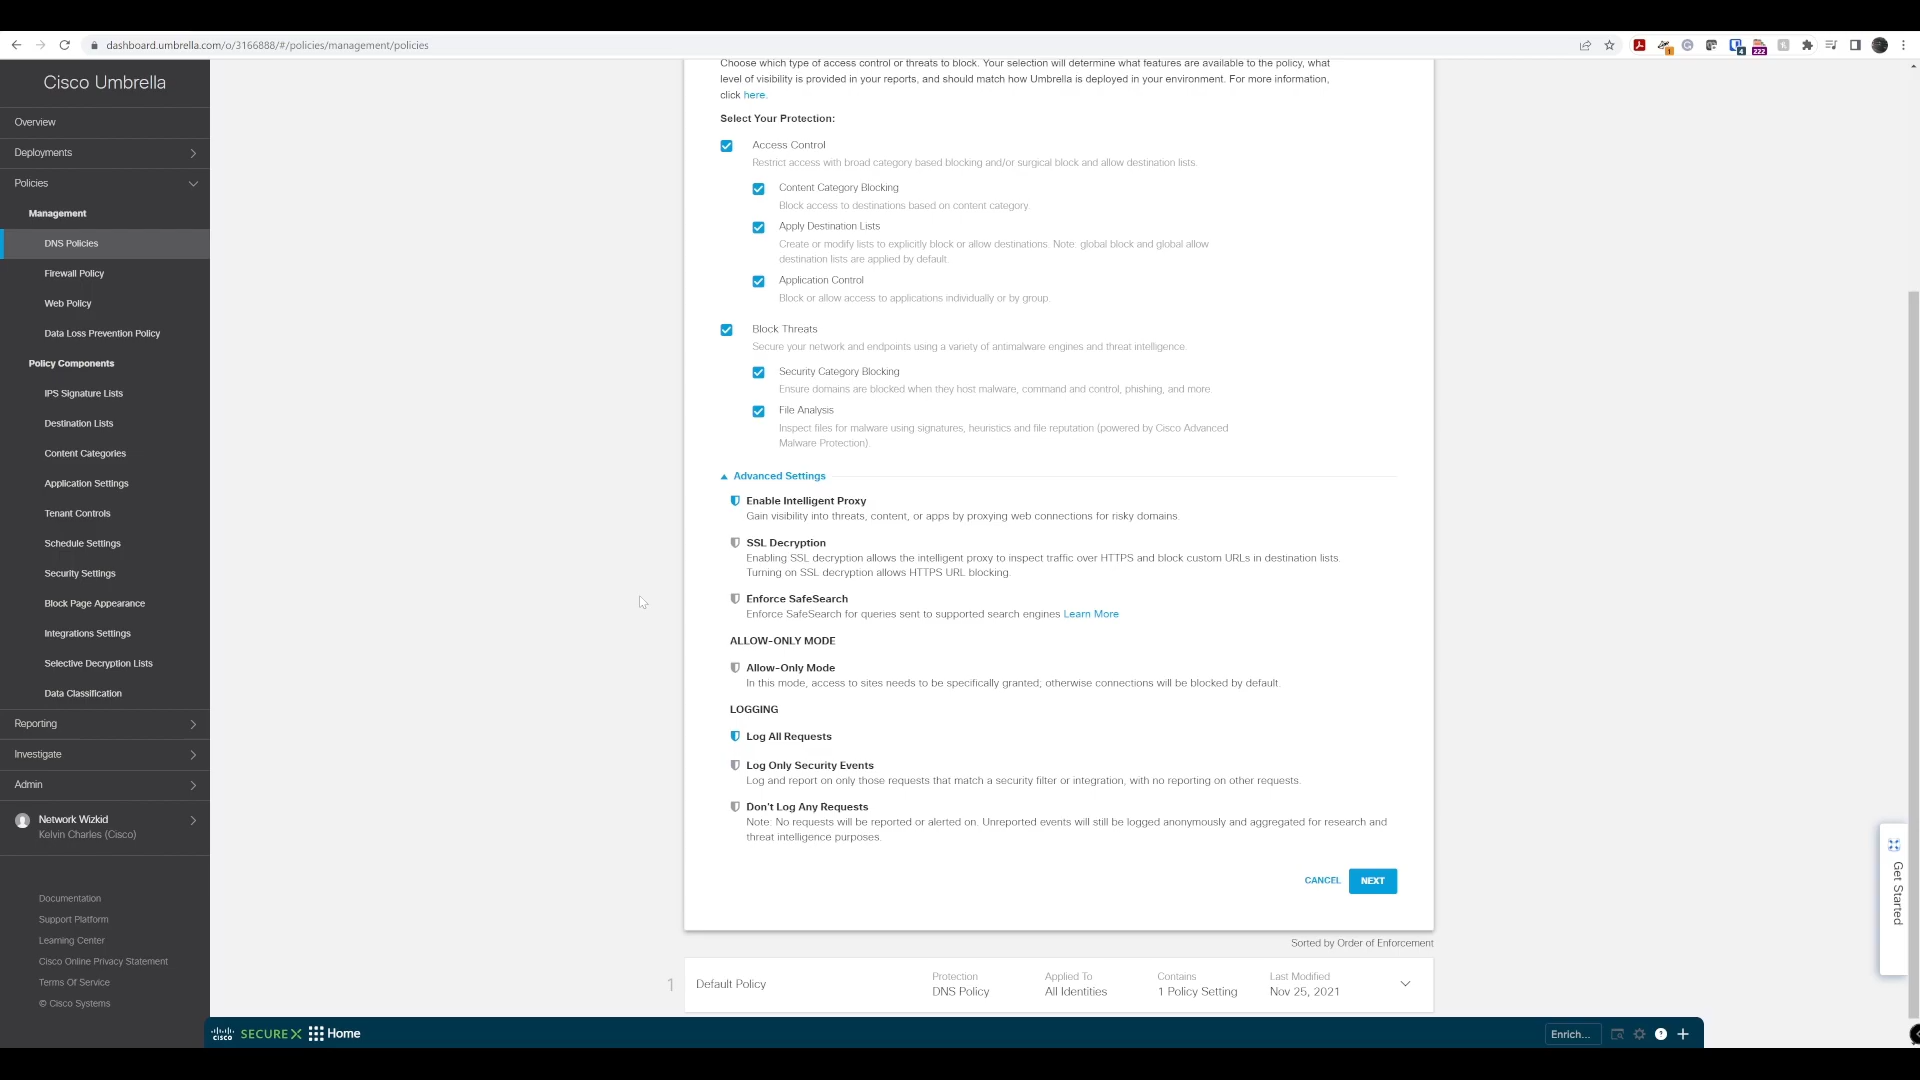 dashboard.umbrella.com/o/3166888/#/policies/management/policies
1
4
222
Cisco Umbrella
Overview
Deployments
Policies
Management
DNS Policies
Firewall Policy
Web Policy
Data Loss Prevention Policy
Policy Components
IPS Signature Lists
Destination Lists
Content Categories
Application Settings
Tenant Controls
Schedule Settings
Security Settings
Block Page Appearance
Integrations Settings
Selective Decryption Lists
Data Classification
Reporting
Investigate
Admin
Network Wizkid
Kelvin Charles (Cisco)
Documentation
Support Platform
Learning Center
Cisco Online Privacy Statement
Terms Of Service
© Cisco Systems
Choose which type of access control or threats to block. Your selection will determine what features are available to the policy, what
level of visibility is provided in your reports, and should match how Umbrella is deployed in your environment. For more information,
click here.
Select Your Protection:
Access Control
Restrict access with broad category based blocking and/or surgical block and allow destination lists.
Content Category Blocking
Block access to destinations based on content category.
Apply Destination Lists
Create or modify lists to explicitly block or allow destinations. Note: global block and global allow
destination lists are applied by default.
Application Control
Block or allow access to applications individually or by group.
Block Threats
Secure your network and endpoints using a variety of antimalware engines and threat intelligence.
Security Category Blocking
Ensure domains are blocked when they host malware, command and control, phishing, and more.
File Analysis
Inspect files for malware using signatures, heuristics and file reputation (powered by Cisco Advanced
Malware Protection).
Advanced Settings
Enable Intelligent Proxy
Gain visibility into threats, content, or apps by proxying web connections for risky domains.
SSL Decryption
Enabling SSL decryption allows the intelligent proxy to inspect traffic over HTTPS and block custom URLs in destination lists.
Turning on SSL decryption allows HTTPS URL blocking.
Enforce SafeSearch
Enforce SafeSearch for queries sent to supported search engines Learn More
ALLOW-ONLY MODE
Allow-Only Mode
In this mode, access to sites needs to be specifically granted; otherwise connections will be blocked by default.
LOGGING
Log All Requests
Log Only Security Events
Log and report on only those requests that match a security filter or integration, with no reporting on other requests.
Don't Log Any Requests
Note: No requests will be reported or alerted on. Unreported events will still be logged anonymously and aggregated for research and
threat intelligence purposes.
CANCEL NEXT
Get Started
Sorted by Order of Enforcement
1 Default Policy
Protection
DNS Policy
Applied To
All Identities
Contains
1 Policy Setting
Last Modified
Nov 25, 2021
cisco SECUREX Home
Enrich...